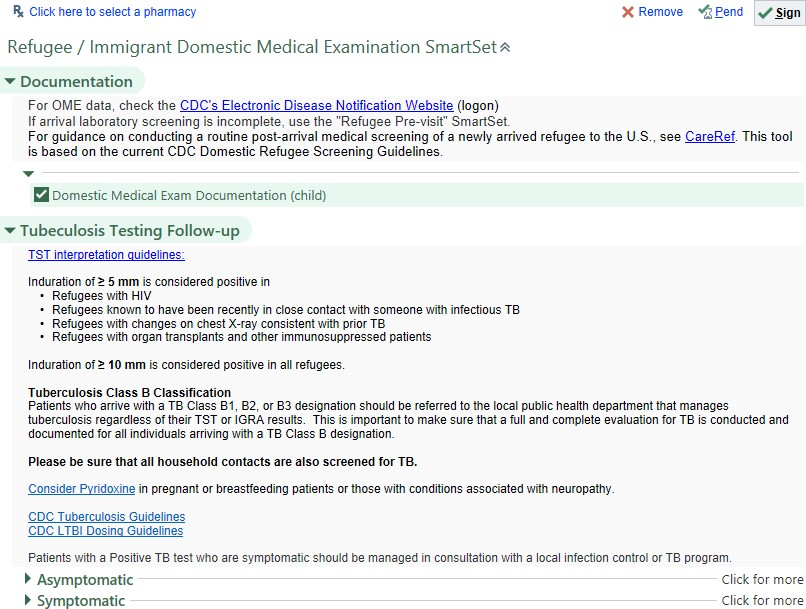 Click here to select a pharmacy
Remove Pend Sign
Refugee / Immigrant Domestic Medical Examination SmartSet
Documentation
For OME data, check the CDC's Electronic Disease Notification Website (logon)
If arrival laboratory screening is incomplete, use the "Refugee Pre-visit" SmartSet.
For guidance on conducting a routine post-arrival medical screening of a newly arrived refugee to the U.S., see CareRef. This tool
is based on the current CDC Domestic Refugee Screening Guidelines.
Domestic Medical Exam Documentation (child)
Tubeculosis Testing Follow-up
TST interpretation guidelines:
Induration of ≥ 5 mm is considered positive in
• Refugees with HIV
• Refugees known to have been recently in close contact with someone with infectious TB
• Refugees with changes on chest X-ray consistent with prior TB
• Refugees with organ transplants and other immunosuppressed patients
Induration of ≥ 10 mm is considered positive in all refugees.
Tuberculosis Class B Classification
Patients who arrive with a TB Class B1, B2, or B3 designation should be referred to the local public health department that manages
tuberculosis regardless of their TST or IGRA results. This is important to make sure that a full and complete evaluation for TB is conducted and
documented for all individuals arriving with a TB Class B designation.
Please be sure that all household contacts are also screened for TB.
Consider Pyridoxine in pregnant or breastfeeding patients or those with conditions associated with neuropathy.
CDC Tuberculosis Guidelines
CDC LTBI Dosing Guidelines
Patients with a Positive TB test who are symptomatic should be managed in consultation with a local infection control or TB program.
Asymptomatic Click for more
Symptomatic Click for more